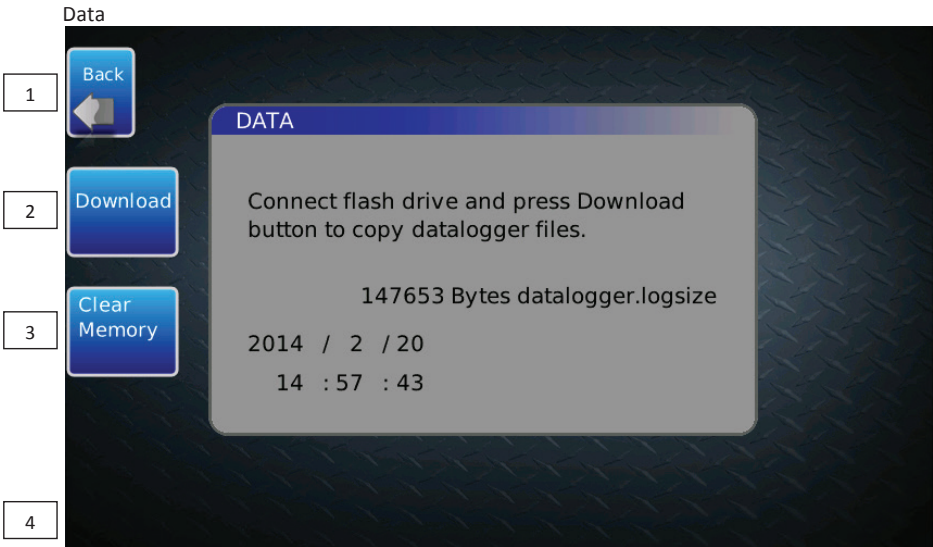 Data
1
Back
DATA
2
Download
Connect flash drive and press Download
button to copy datalogger files.
147653 Bytes datalogger.logsize
3
Clear
Memory
2014 / 2 / 20
14 : 57 : 43
4